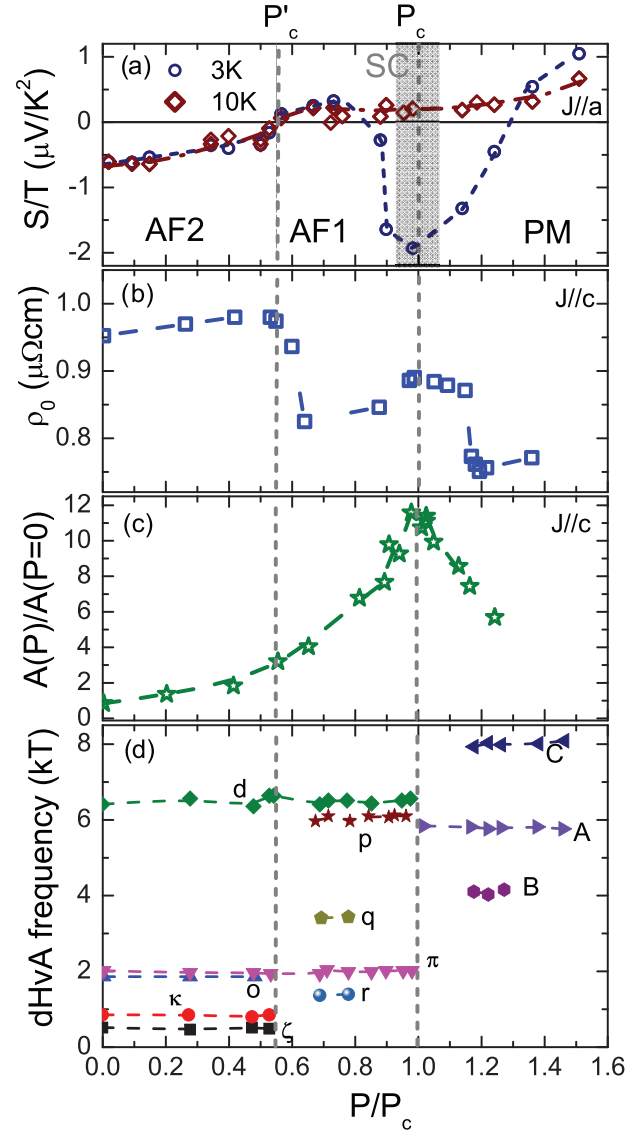 P'c Pc
(a) 3K SC
10K J//a
S/T (μV/K²)
1
0
-1
-2
AF2 AF1 PM
(b) J//c
ρ₀ (μΩcm)
1.0
0.9
0.8
(c) J//c
A(P)/A(P=0)
12
10
8
6
4
2
0
(d)
dHvA frequency (kT)
8
6
4
2
0
C
d
p
A
B
q
π
κ o r
ζ
0.0 0.2 0.4 0.6 0.8 1.0 1.2 1.4 1.6
P/Pc